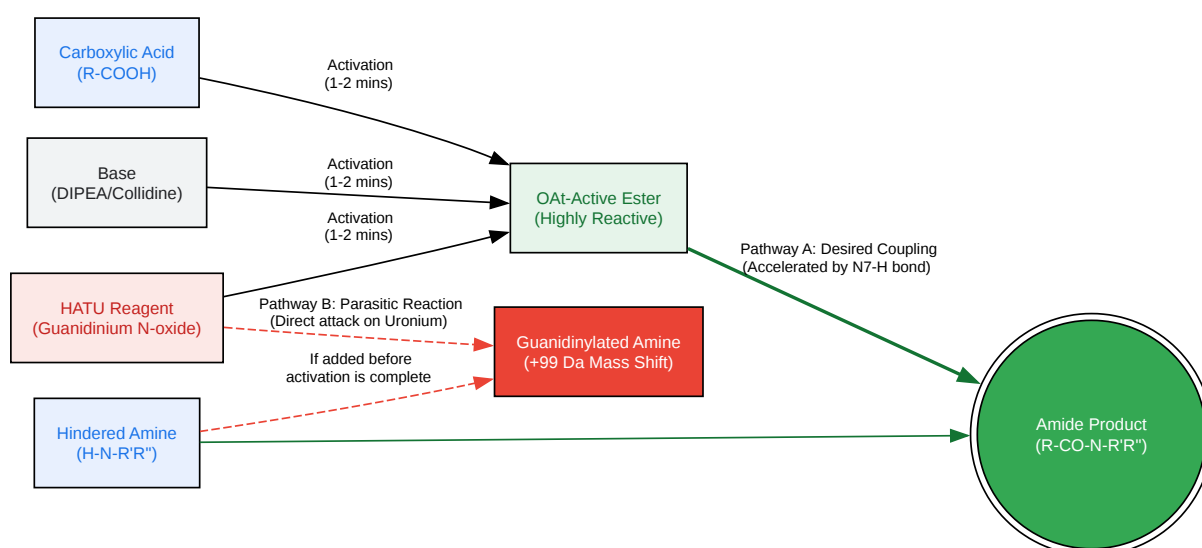 Carboxylic Acid
(R-COOH)
Activation
(1-2 mins)
Base
(DIPEA/Collidine)
Activation
(1-2 mins)
OAt-Active Ester
(Highly Reactive)
Activation
(1-2 mins)
Pathway A: Desired Coupling
(Accelerated by N7-H bond)
HATU Reagent
(Guanidinium N-oxide)
Pathway B: Parasitic Reaction
(Direct attack on Uronium)
Guanidinylated Amine
(+99 Da Mass Shift)
If added before
activation is complete
Hindered Amine
(H-N-R'R")
Amide Product
(R-CO-N-R'R")